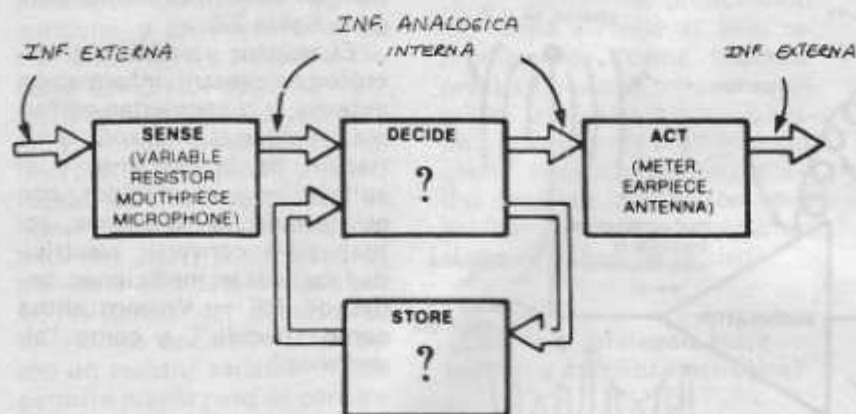 INF. ANALOGICA
INTERNA
INF. EXTERNA
INF. EXTERNA
SENSE
(VARIABLE
RESISTOR
MOUTHPIECE.
MICROPHONE)
DECIDE
?
ACT
(METER,
EARPIECE,
ANTENNA)
STORE
?